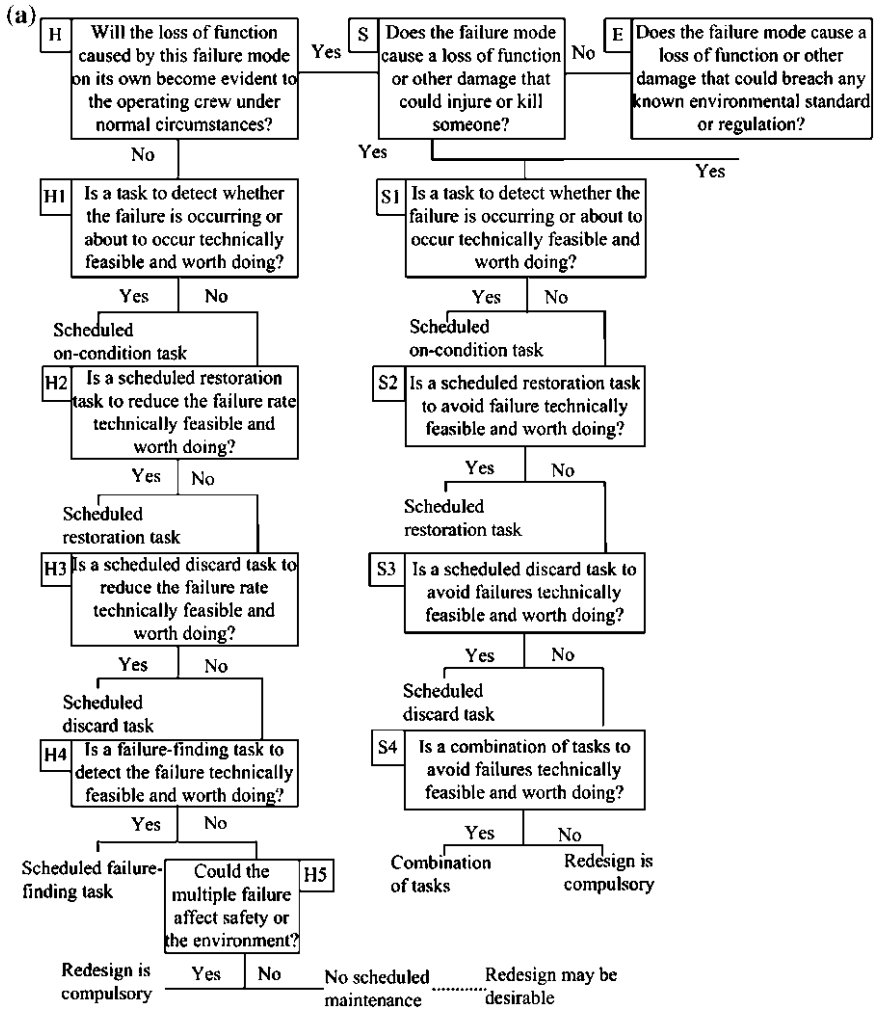 (a)
H
Will the loss of function
caused by this failure mode
on its own become evident to
the operating crew under
normal circumstances?
Yes
S
Does the failure mode
cause a loss of function
or other damage that
could injure or kill
someone?
No
E
Does the failure mode cause a
loss of function or other
damage that could breach any
known environmental standard
or regulation?
No
Yes
Yes
H1
Is a task to detect whether
the failure is occurring or
about to occur technically
feasible and worth doing?
S1
Is a task to detect whether the
failure is occurring or about to
occur technically feasible and
worth doing?
Yes No
Scheduled
on-condition task
Yes No
Scheduled
on-condition task
H2
Is a scheduled restoration
task to reduce the failure rate
technically feasible and
worth doing?
S2
Is a scheduled restoration task
to avoid failure technically
feasible and worth doing?
Yes No
Scheduled
restoration task
Yes No
Scheduled
restoration task
H3
Is a scheduled discard task to
reduce the failure rate
technically feasible and
worth doing?
S3
Is a scheduled discard task to
avoid failures technically
feasible and worth doing?
Yes No
Scheduled
discard task
Yes No
Scheduled
discard task
H4
Is a failure-finding task to
detect the failure technically
feasible and worth doing?
S4
Is a combination of tasks to
avoid failures technically
feasible and worth doing?
Yes No
Scheduled failure-
finding task
Yes No
Combination
of tasks
Redesign is
compulsory
Could the
multiple failure
affect safety or
the environment?
H5
Redesign is
compulsory
Yes No
No scheduled
maintenance
Redesign may be
desirable